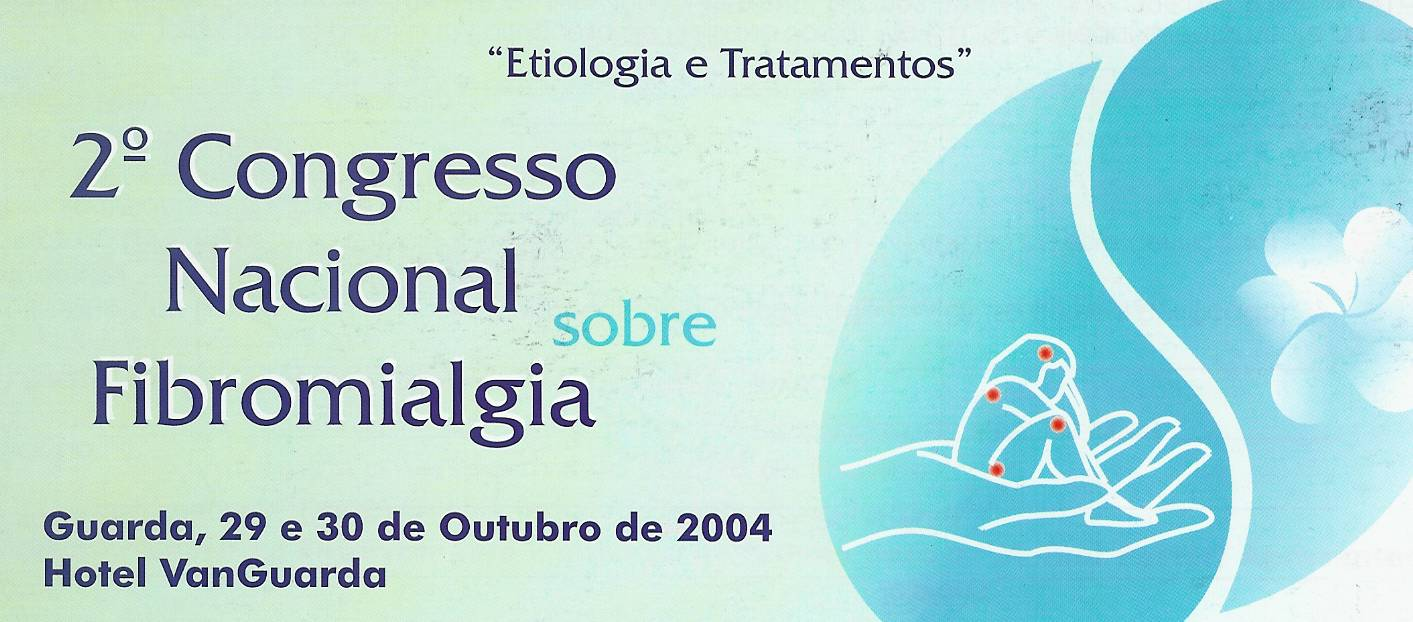 “Etiologia e Tratamentos”
2º Congresso
Nacional
sobre
Fibromialgia
Guarda, 29 e 30 de Outubro de 2004
Hotel VanGuarda